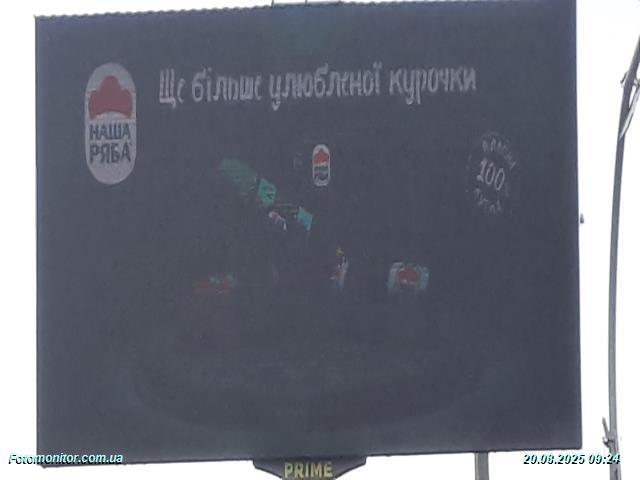 Ще більше улюбленої курочки
НАША
РЯБА
100%
PRIME
Fotomonitor.com.ua
20.08.2025 09:24